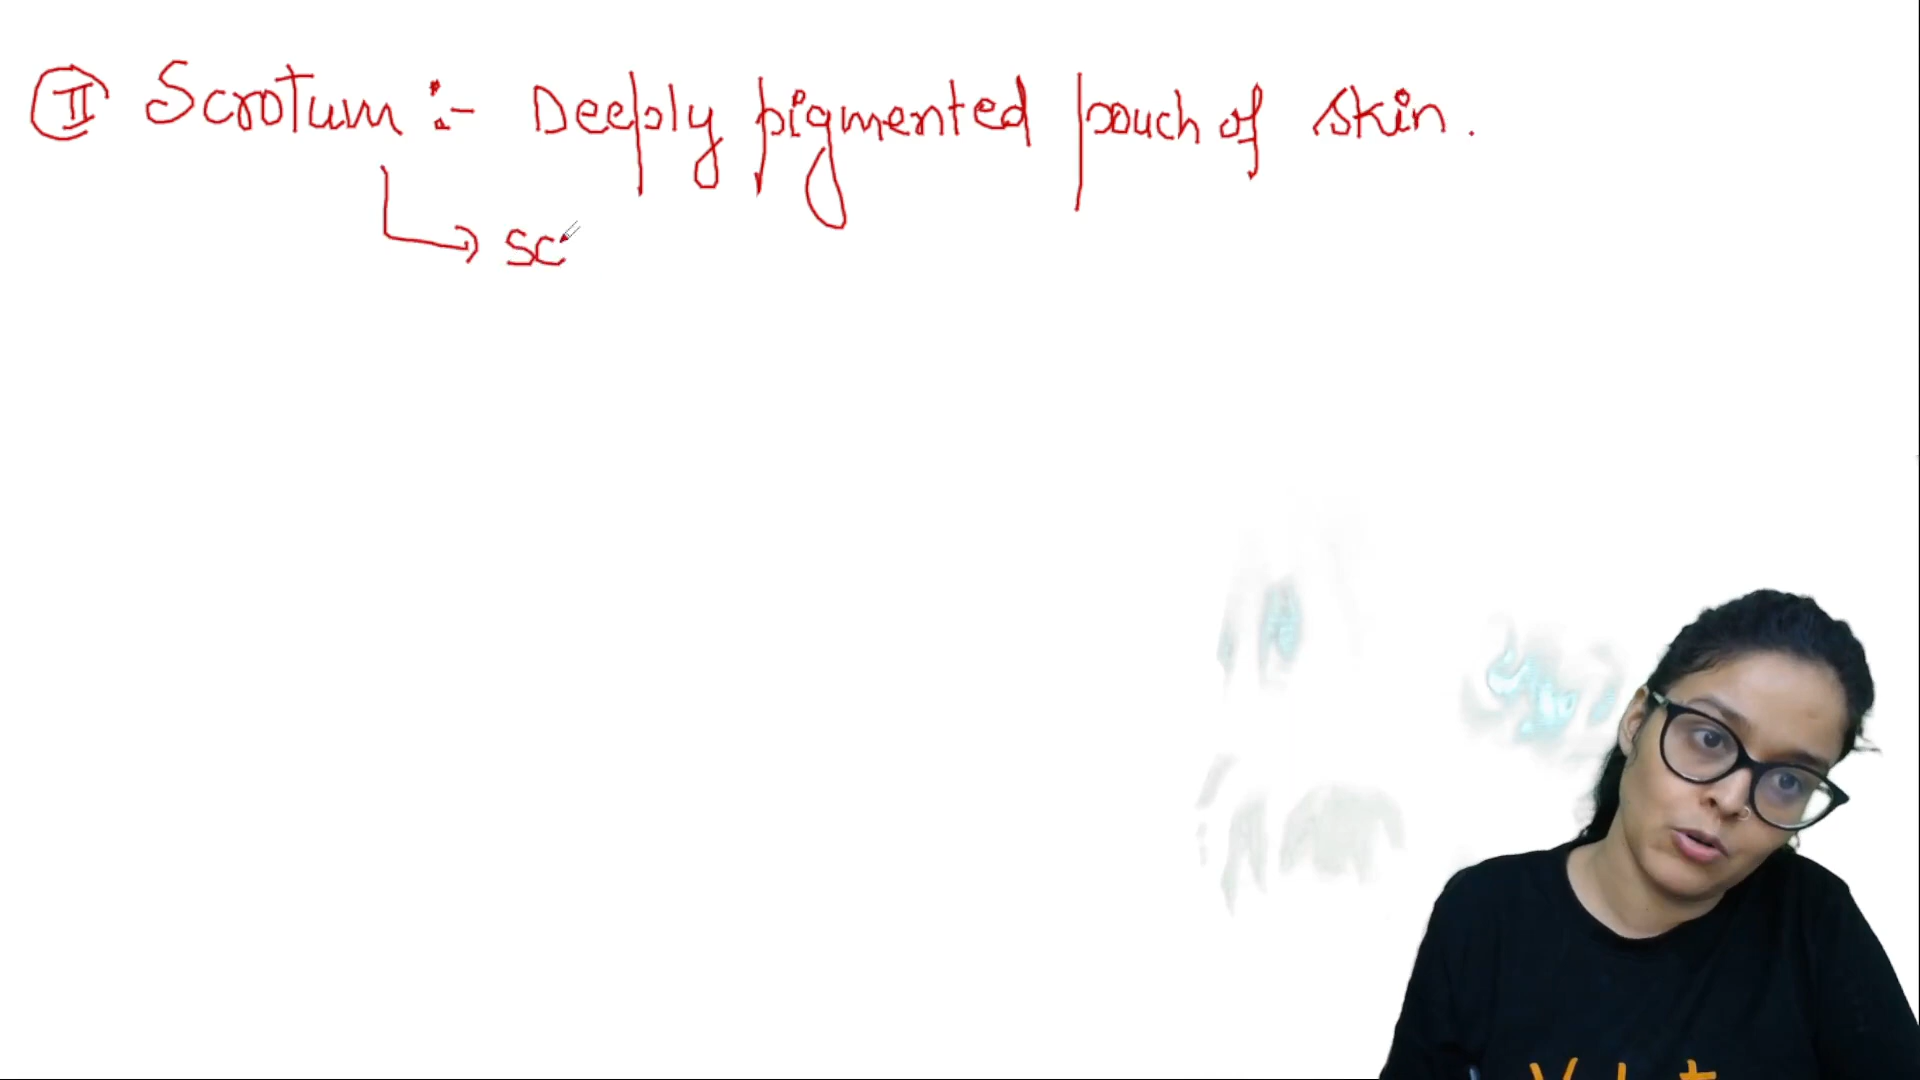 II Scrotum :- Deeply pigmented pouch of skin.
→ SC